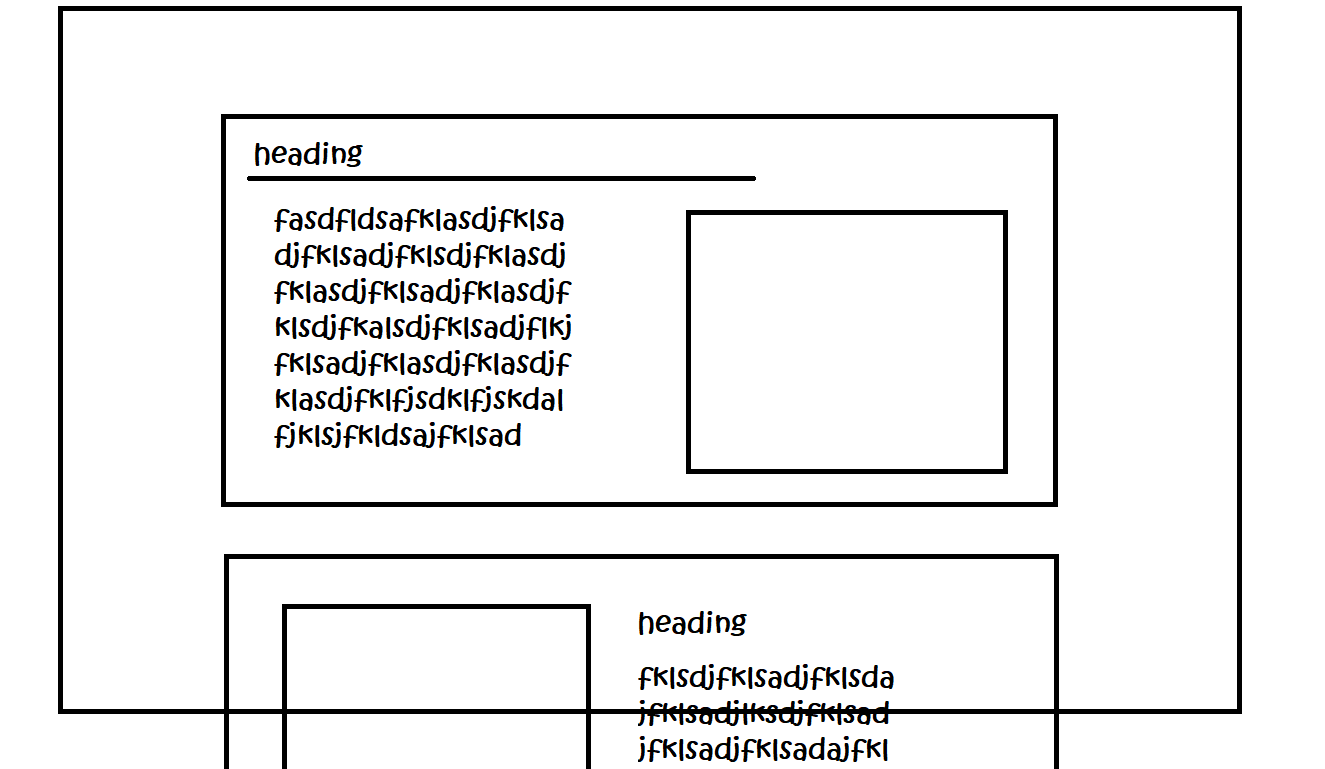 heading
fasdfldsafklasdjfklsa
djfklsadjfklsdjfklasdj
fklasdjfklsadjfklasdjf
klsdjfkalsdjfklsadjflkj
fklsadjfklasdjfklasdjf
klasdjfklfjsdklfjskdal
fjklsjfkldsajfklsad
heading
fklsdjfklsadjfklsda
jfklsadjlksdjfklsad
jfklsadjfklsadajfkl